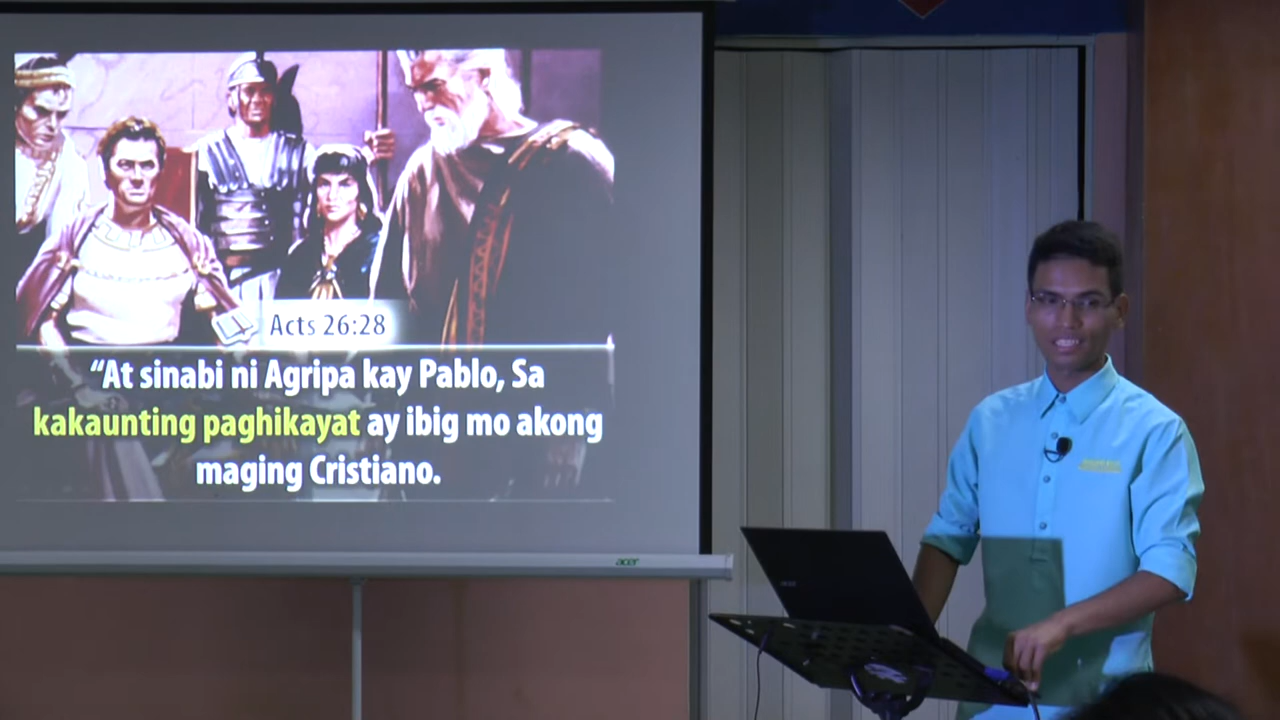 Acts 26:28
“At sinabi ni Agripa kay Pablo, Sa
kakaunting paghikayat ay ibig mo akong
maging Cristiano.
acer
acer